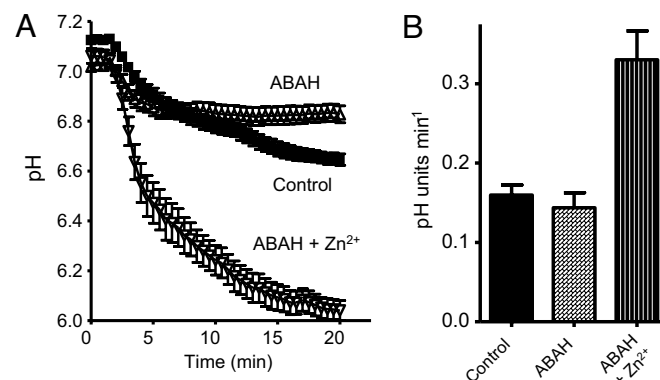 A
7.2
7.0
6.8
6.6
6.4
6.2
6.0
pH
ABAH
Control
ABAH + Zn²⁺
0 5 10 15 20
Time (min)
B
0.3
0.2
0.1
0.0
pH units min¹
Control
ABAH
ABAH
+ Zn²⁺